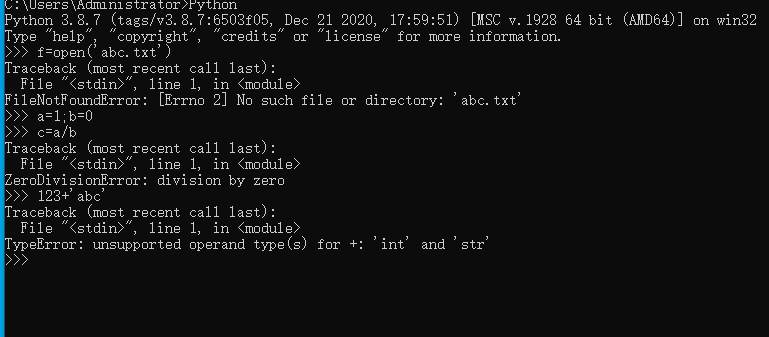 C:\Users\Administrator>Python
Python 3.8.7 (tags/v3.8.7:6503f05, Dec 21 2020, 17:59:51) [MSC v.1928 64 bit (AMD64)] on win32
Type "help", "copyright", "credits" or "license" for more information.
>>> f=open('abc.txt')
Traceback (most recent call last):
  File "<stdin>", line 1, in <module>
FileNotFoundError: [Errno 2] No such file or directory: 'abc.txt'
>>> a=1;b=0
>>> c=a/b
Traceback (most recent call last):
  File "<stdin>", line 1, in <module>
ZeroDivisionError: division by zero
>>> 123+'abc'
Traceback (most recent call last):
  File "<stdin>", line 1, in <module>
TypeError: unsupported operand type(s) for +: 'int' and 'str'
>>>